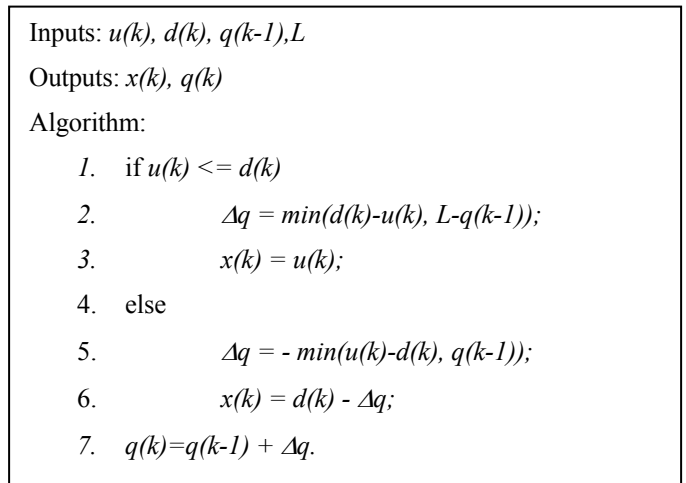 Inputs: u(k), d(k), q(k-1),L
Outputs: x(k), q(k)
Algorithm:
1. if u(k) <= d(k)
2. Δq = min(d(k)-u(k), L-q(k-1));
3. x(k) = u(k);
4. else
5. Δq = - min(u(k)-d(k), q(k-1));
6. x(k) = d(k) - Δq;
7. q(k)=q(k-1) + Δq.